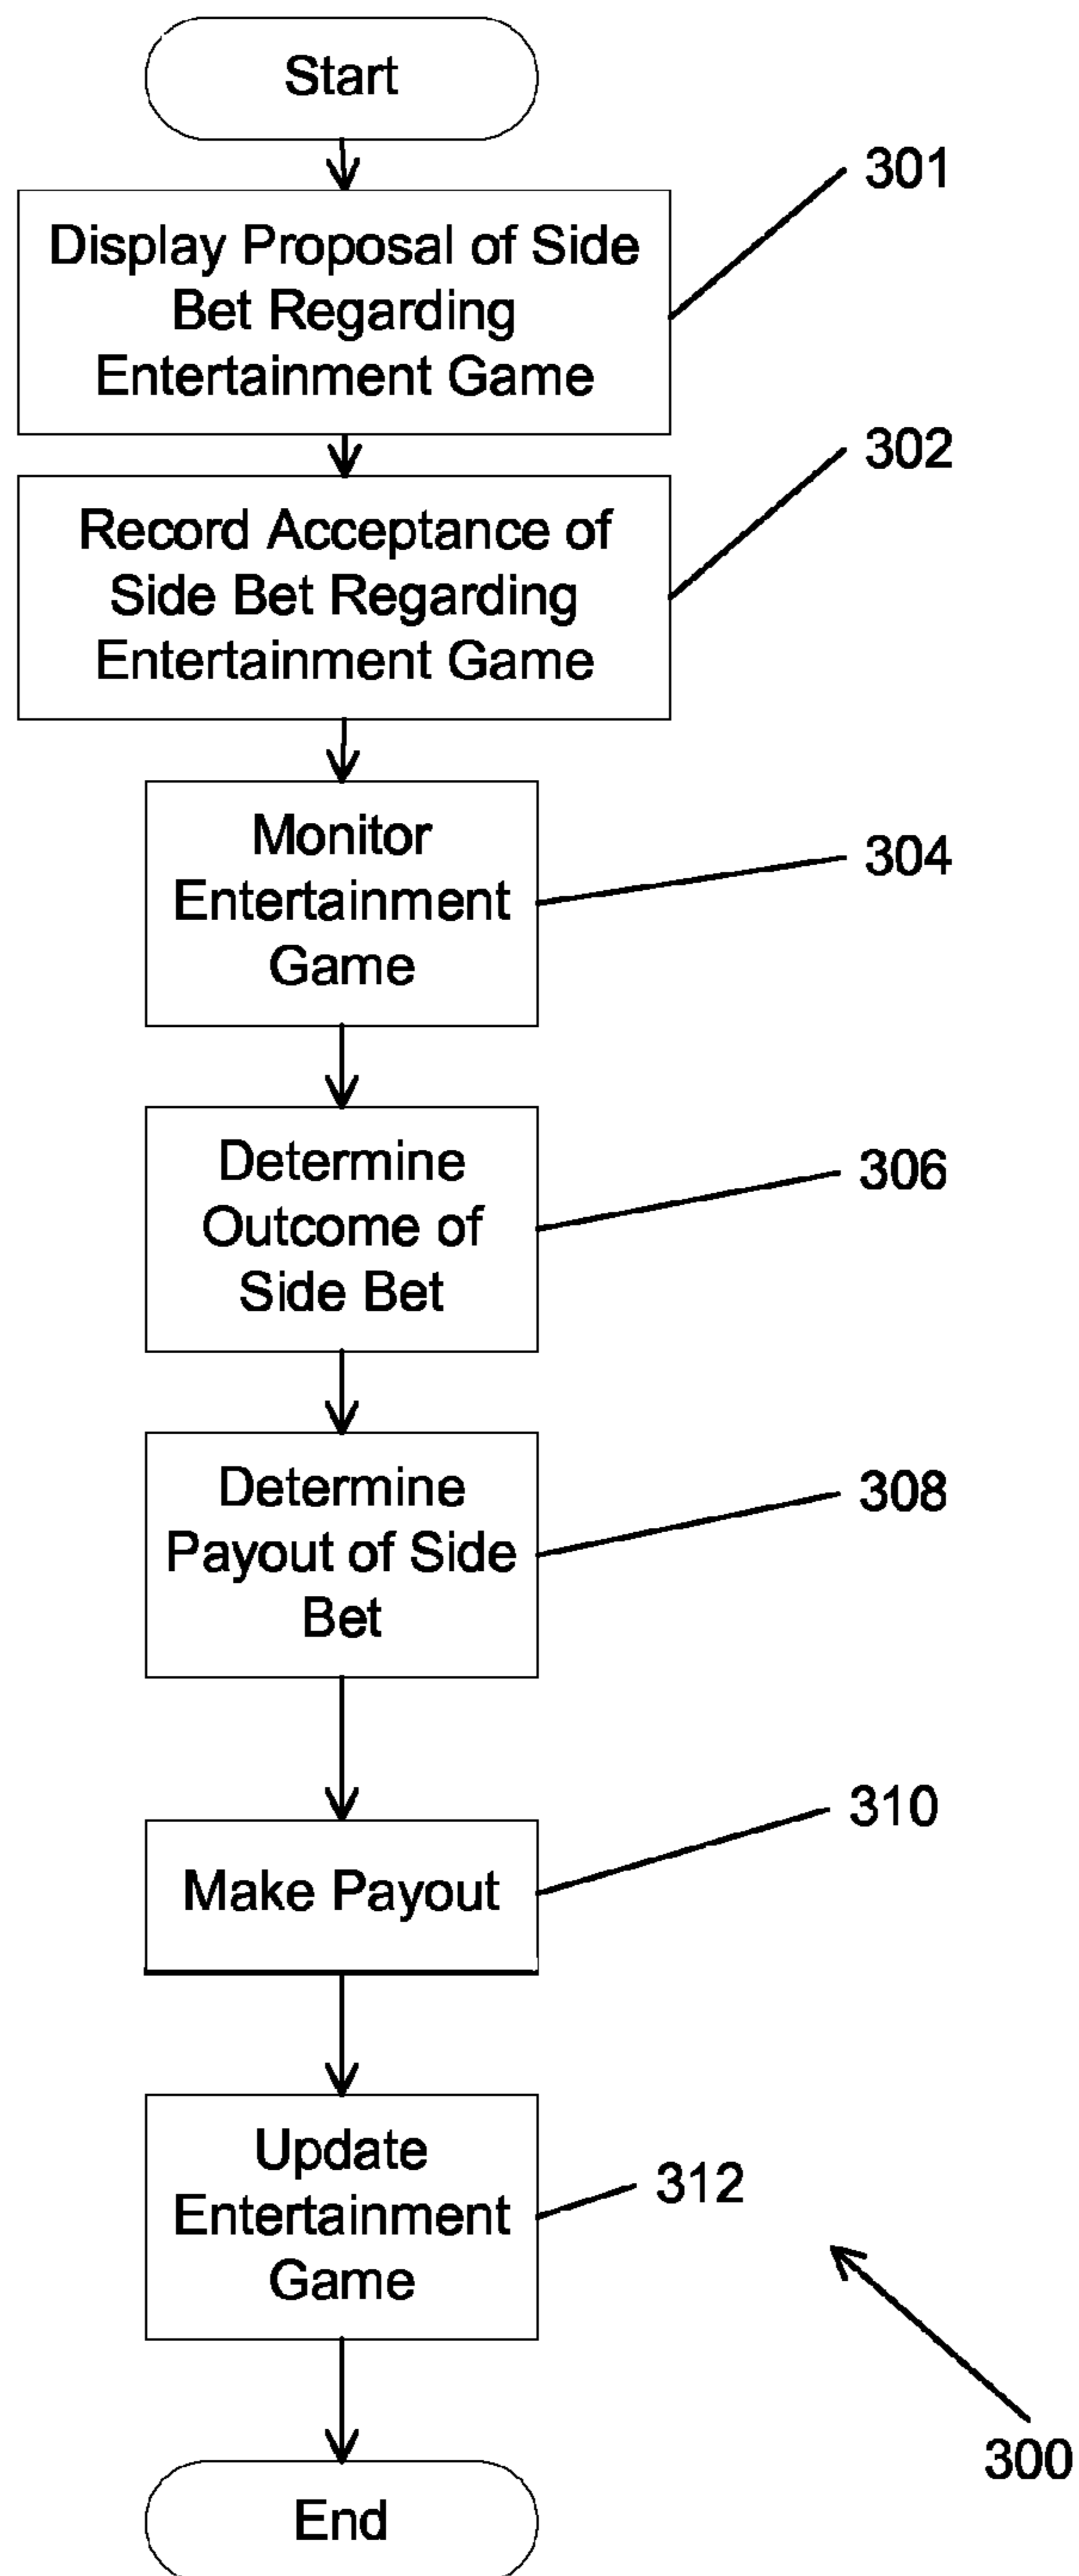 Start
301
Display Proposal of Side
Bet Regarding
Entertainment Game
302
Record Acceptance of
Side Bet Regarding
Entertainment Game
Monitor
Entertainment
Game
304
Determine
Outcome of
Side Bet
306
Determine
Payout of Side
Bet
308
Make Payout
310
Update
Entertainment
Game
312
300
End